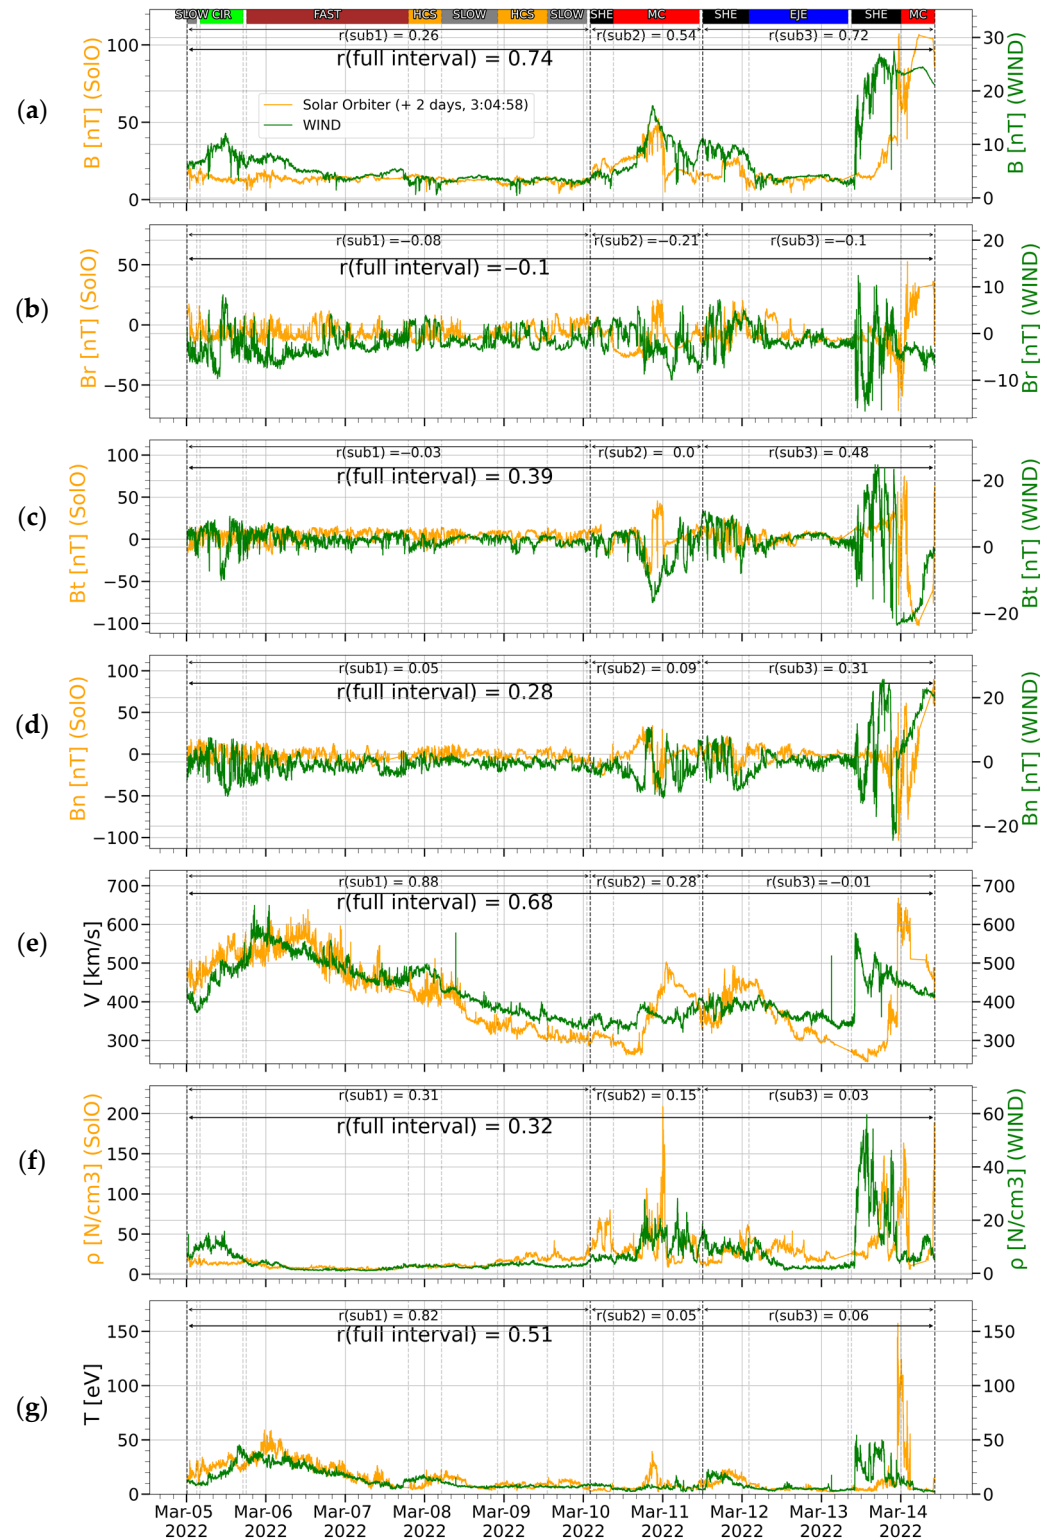 SLOW CIR FAST HCS SLOW HCS SLOW SHE MC SHE EJE SHE MC
(a)
B [nT] (SolO)
100
50
0
r(sub1) = 0.26 r(sub2) = 0.54 r(sub3) = 0.72
r(full interval) = 0.74
Solar Orbiter (+ 2 days, 3:04:58)
WIND
30
20
10
0
B [nT] (WIND)
(b)
Br [nT] (SolO)
50
0
−50
r(sub1) =−0.08 r(sub2) =−0.21 r(sub3) =−0.1
r(full interval) =−0.1
20
10
0
−10
Br [nT] (WIND)
(c)
Bt [nT] (SolO)
100
50
0
−50
−100
r(sub1) =−0.03 r(sub2) = 0.0 r(sub3) = 0.48
r(full interval) = 0.39
20
0
−20
Bt [nT] (WIND)
(d)
Bn [nT] (SolO)
100
50
0
−50
−100
r(sub1) = 0.05 r(sub2) = 0.09 r(sub3) = 0.31
r(full interval) = 0.28
20
0
−20
Bn [nT] (WIND)
(e)
V [km/s]
700
600
500
400
300
r(sub1) = 0.88 r(sub2) = 0.28 r(sub3) =−0.01
r(full interval) = 0.68
700
600
500
400
300
(f)
ρ [N/cm3] (SolO)
200
150
100
50
0
r(sub1) = 0.31 r(sub2) = 0.15 r(sub3) = 0.03
r(full interval) = 0.32
60
40
20
0
ρ [N/cm3] (WIND)
(g)
T [eV]
150
100
50
0
r(sub1) = 0.82 r(sub2) = 0.05 r(sub3) = 0.06
r(full interval) = 0.51
150
100
50
0
Mar-05 Mar-06 Mar-07 Mar-08 Mar-09 Mar-10 Mar-11 Mar-12 Mar-13 Mar-14
2022 2022 2022 2022 2022 2022 2022 2022 2022 2022